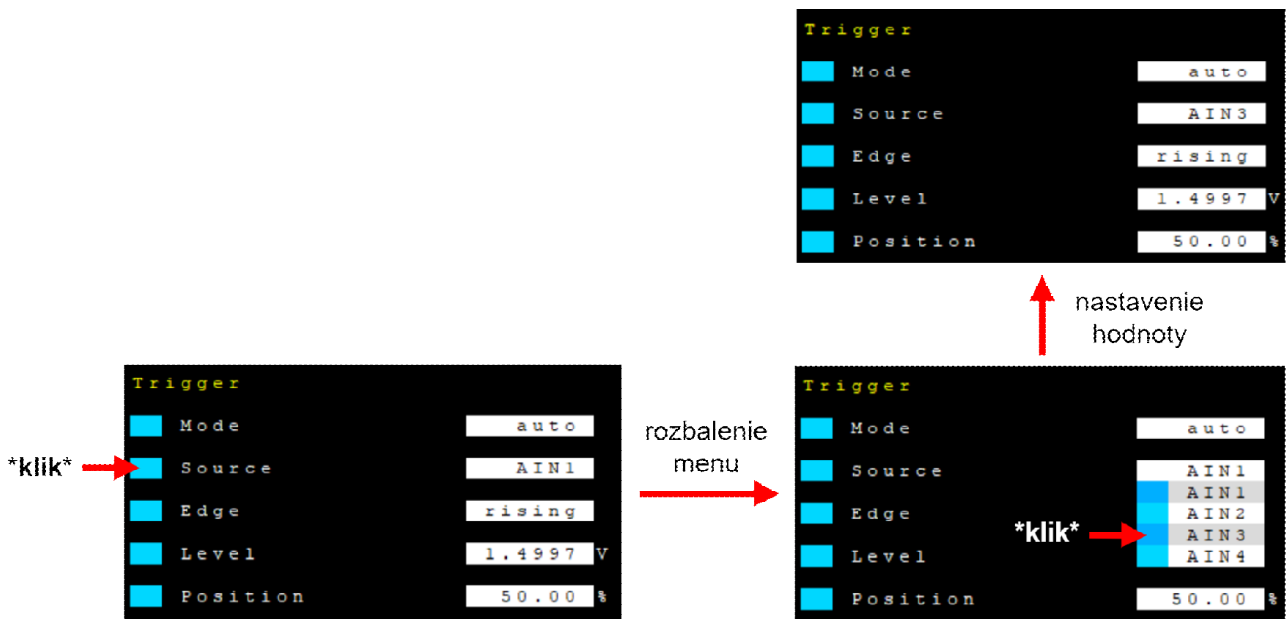 Trigger
Mode auto
Source AIN3
Edge rising
Level 1.4997 V
Position 50.00 %
nastavenie
hodnoty
Trigger
Mode auto
*klik* Source AIN1
Edge rising
Level 1.4997 V
Position 50.00 %
rozbalenie
menu
Trigger
Mode auto
Source AIN1
AIN1
Edge AIN2
*klik* AIN3
Level AIN4
Position 50.00 %